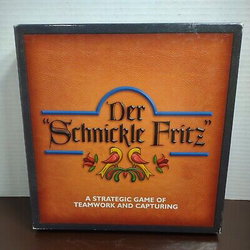 Der
"Schnickle Fritz"
A STRATEGIC GAME OF
TEAMWORK AND CAPTURING